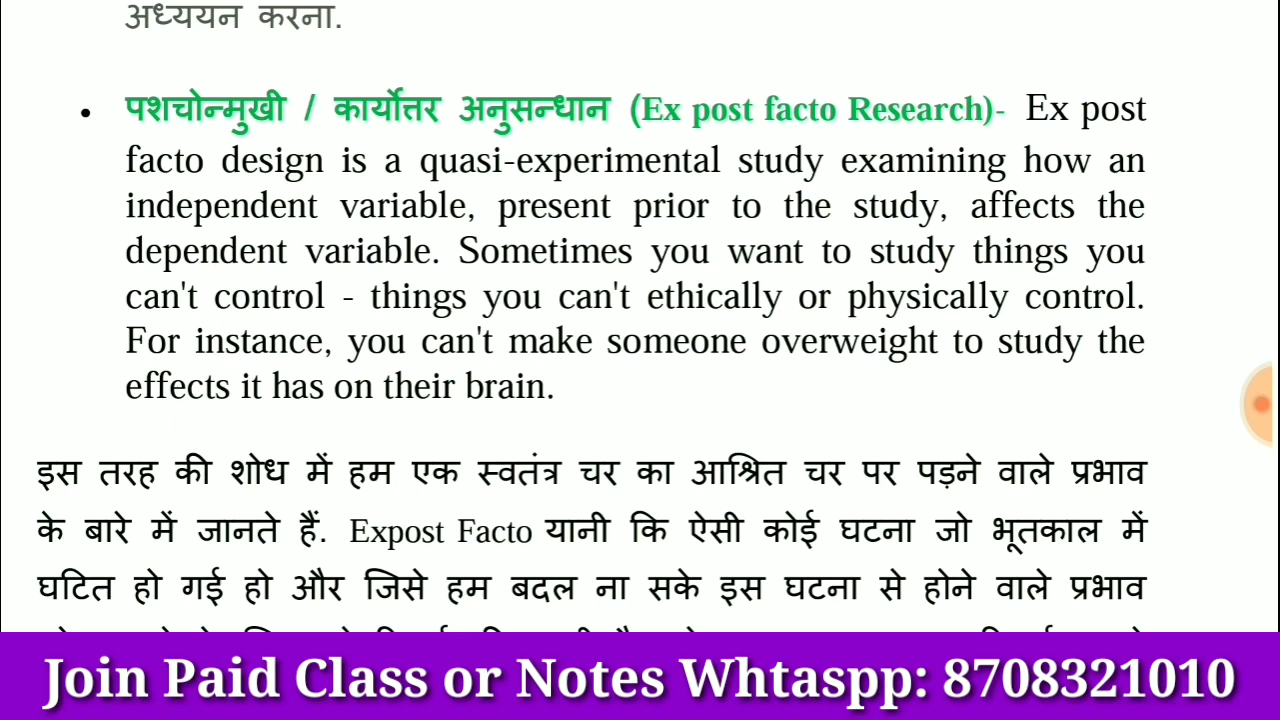 अध्ययन करना.
• पशचोन्मुखी / कार्योत्तर अनुसन्धान (Ex post facto Research)- Ex post
facto design is a quasi-experimental study examining how an
independent variable, present prior to the study, affects the
dependent variable. Sometimes you want to study things you
can't control - things you can't ethically or physically control.
For instance, you can't make someone overweight to study the
effects it has on their brain.
इस तरह की शोध में हम एक स्वतंत्र चर का आश्रित चर पर पड़ने वाले प्रभाव
के बारे में जानते हैं. Expost Facto यानी कि ऐसी कोई घटना जो भूतकाल में
घटित हो गई हो और जिसे हम बदल ना सके इस घटना से होने वाले प्रभाव
Join Paid Class or Notes Whtaspp: 8708321010